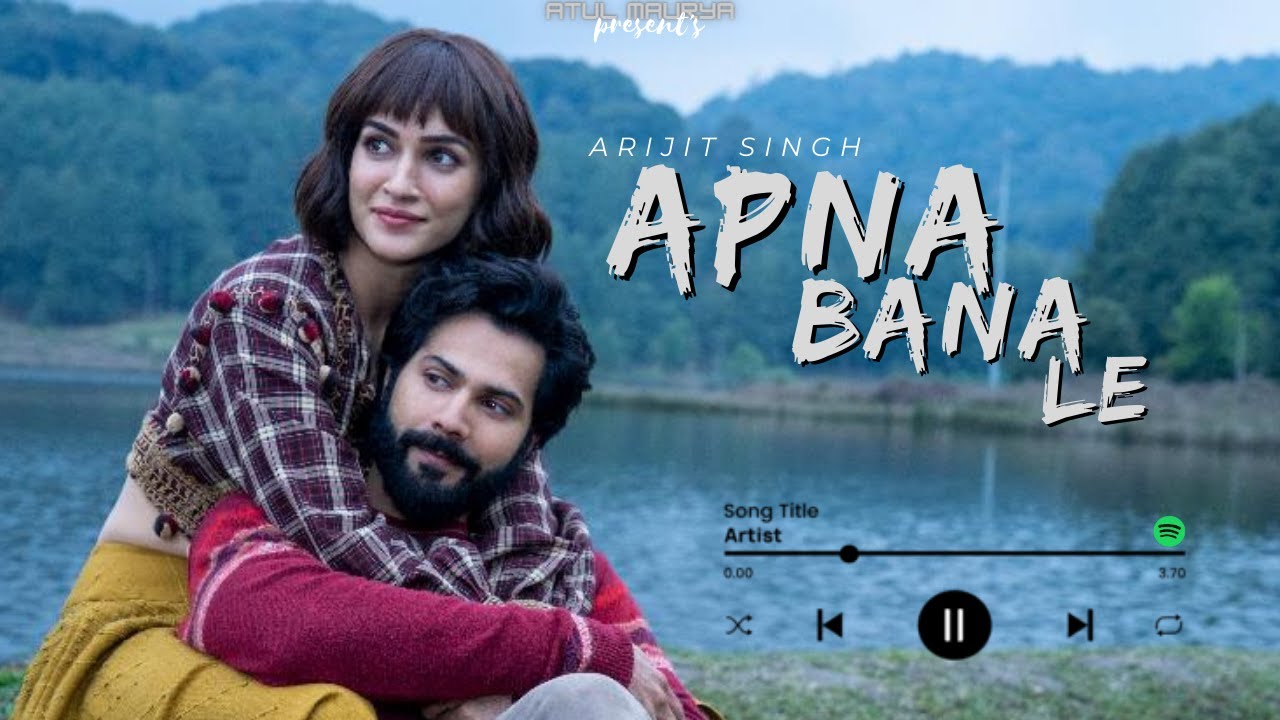 ATUL MAURYA
present's
ARIJIT SINGH
APNA
BANA
LE
Song Title
Artist
0.00
3.70